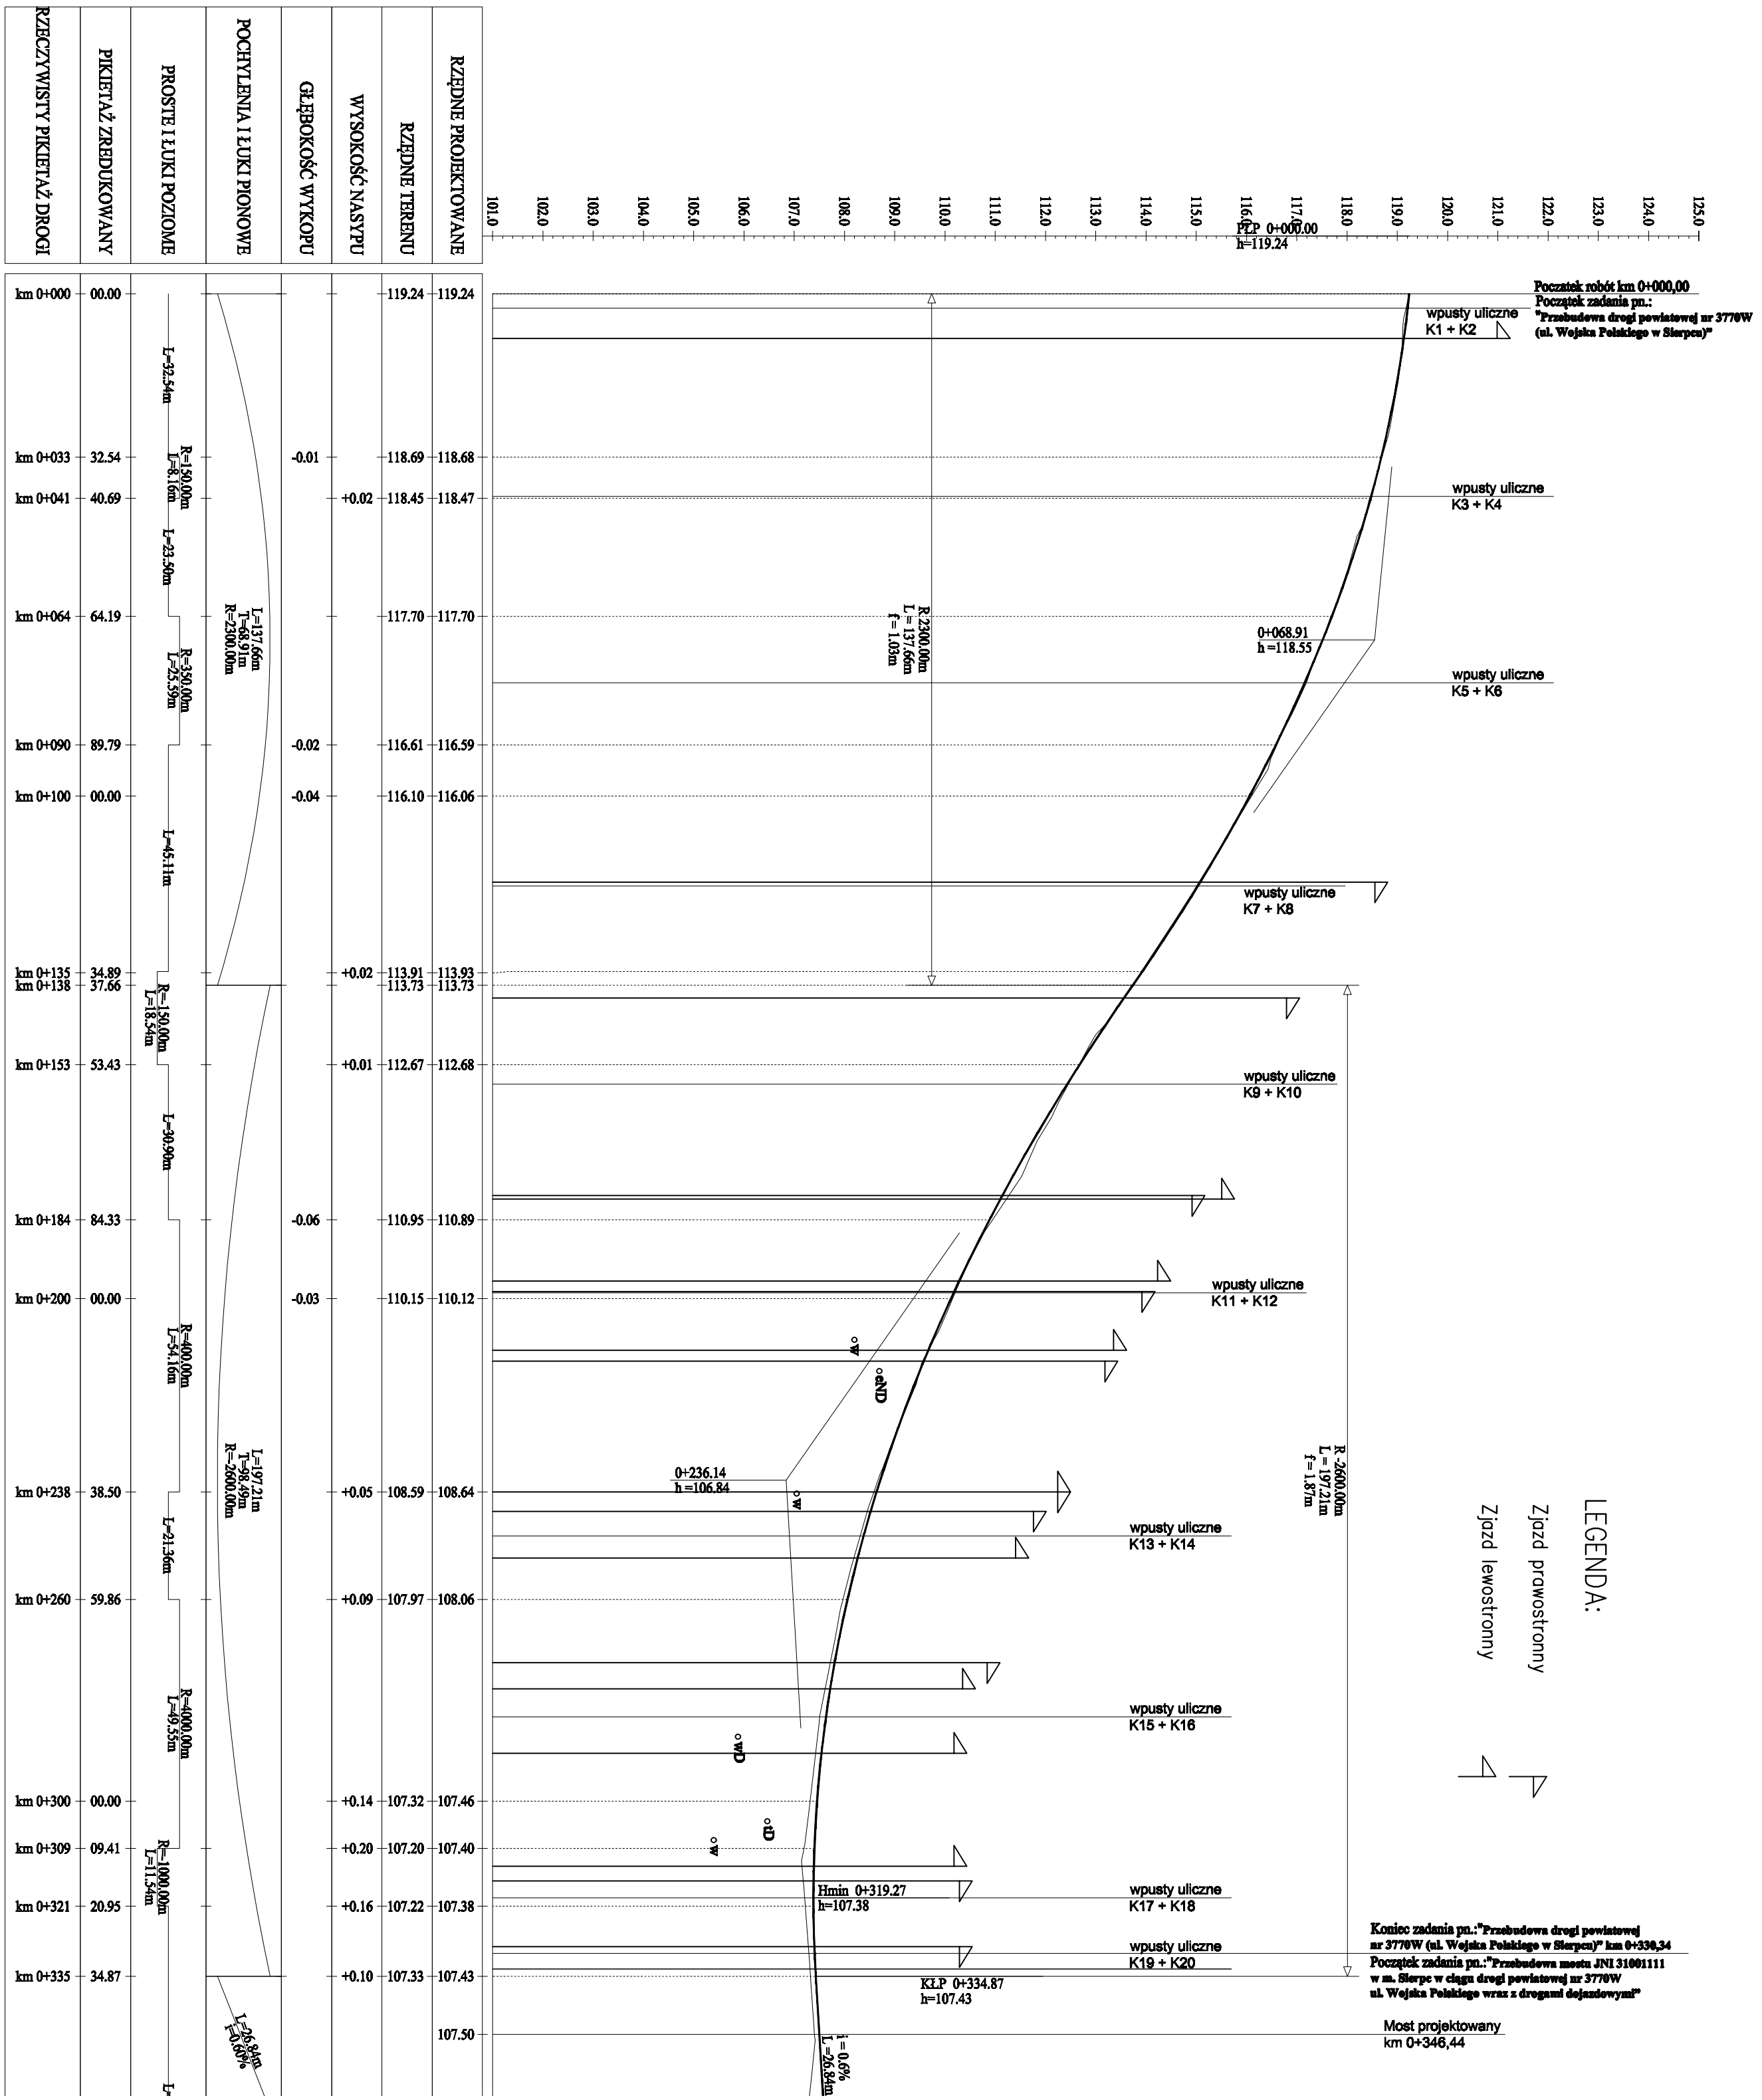 RZECZYWISTY PIKIETAŻ DROGI
PIKIETAŻ ZREDUKOWANY
PROSTE I ŁUKI POZIOME
POCHYLENIA I ŁUKI PIONOWE
GŁĘBOKOŚĆ WYKOPU
WYSOKOŚĆ NASYPU
RZĘDNE TERENU
RZĘDNE PROJEKTOWANE
101.0
102.0
103.0
104.0
105.0
106.0
107.0
108.0
109.0
110.0
111.0
112.0
113.0
114.0
115.0
116.0
117.0
118.0
119.0
120.0
121.0
122.0
123.0
124.0
125.0
PŁP 0+000.00
h=119.24
Poczatek robót km 0+000,00
Początek zadania pn.:
"Przebudowa drogi powiatowej nr 3770W
(ul. Wojska Polskiego w Sierpcu)"
km 0+000 00.00 119.24 119.24
wpusty uliczne
K1 + K2
L=32.54m
km 0+033 32.54 -0.01 118.69 118.68
R=150.00m
L=8.16m
km 0+041 40.69 +0.02 118.45 118.47
wpusty uliczne
K3 + K4
L=23.50m
km 0+064 64.19 117.70 117.70
L=137.66m
T=68.91m
R=2300.00m
R 2300.00m
L = 137.66m
f = 1.03m
0+068.91
h =118.55
R=350.00m
L=25.59m
wpusty uliczne
K5 + K6
km 0+090 89.79 -0.02 116.61 116.59
km 0+100 00.00 -0.04 116.10 116.06
L=45.11m
wpusty uliczne
K7 + K8
km 0+135 34.89 +0.02 113.91 113.93
km 0+138 37.66 113.73 113.73
R=-150.00m
L=18.54m
km 0+153 53.43 +0.01 112.67 112.68
wpusty uliczne
K9 + K10
L=30.90m
km 0+184 84.33 -0.06 110.95 110.89
wpusty uliczne
K11 + K12
km 0+200 00.00 -0.03 110.15 110.12
R=400.00m
L=54.16m
w
eND
L=197.21m
T=98.49m
R=-2600.00m
R -2600.00m
L = 197.21m
f = 1.87m
0+236.14
h =106.84
km 0+238 38.50 +0.05 108.59 108.64
w
L=21.36m
wpusty uliczne
K13 + K14
km 0+260 59.86 +0.09 107.97 108.06
LEGENDA:
Zjazd prawostronny
Zjazd lewostronny
R=4000.00m
L=49.55m
wpusty uliczne
K15 + K16
wD
km 0+300 00.00 +0.14 107.32 107.46
tD
w
km 0+309 09.41 +0.20 107.20 107.40
R=-1000.00m
L=11.54m
Hmin 0+319.27
h=107.38
wpusty uliczne
K17 + K18
km 0+321 20.95 +0.16 107.22 107.38
Koniec zadania pn.:"Przebudowa drogi powiatowej
nr 3770W (ul. Wojska Polskiego w Sierpcu)" km 0+330,34
wpusty uliczne
K19 + K20
Początek zadania pn.:"Przebudowa mostu JNI 31001111
w m. Sierpc w ciągu drogi powiatowej nr 3770W
ul. Wojska Polskiego wraz z drogami dojazdowymi"
km 0+335 34.87 +0.10 107.33 107.43
KŁP 0+334.87
h=107.43
L=26.84m
i=0.60%
107.50
i = 0.6%
L =26.84m
Most projektowany
km 0+346,44
L=